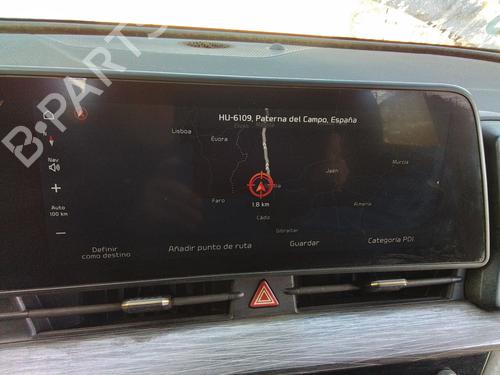 HU-6109, Paterna del Campo, España
Lisboa
Évora
Nav
Murcia
Jaén
Auto
100 km
Faro
1.8 km
Almería
Cádiz
Gibraltar
Definir
como destino
Añadir punto de ruta
Guardar
Categoría PDI
B-PARTS